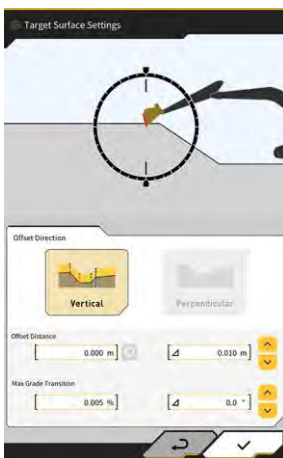 Target Surface Settings
Offset Direction
Vertical
Perpendicular
Offset Distance
[ 0.000 m] [⊿ 0.010 m]
Max Grade Transition
[ 0.005 %] [⊿ 0.0 °]